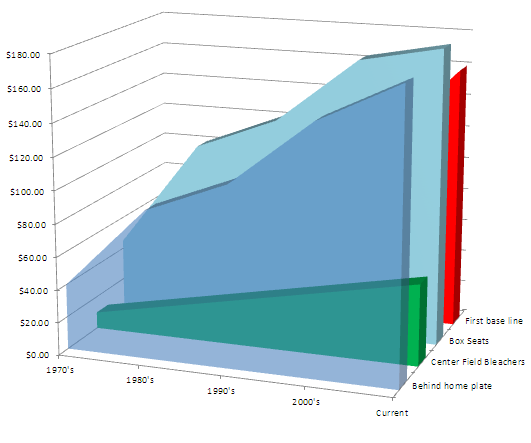 $180.00
$160.00
$140.00
$120.00
$100.00
$80.00
$60.00
$40.00
$20.00
$0.00
1970's
1980's
1990's
2000's
Current
First base line
Box Seats
Center Field Bleachers
Behind home plate